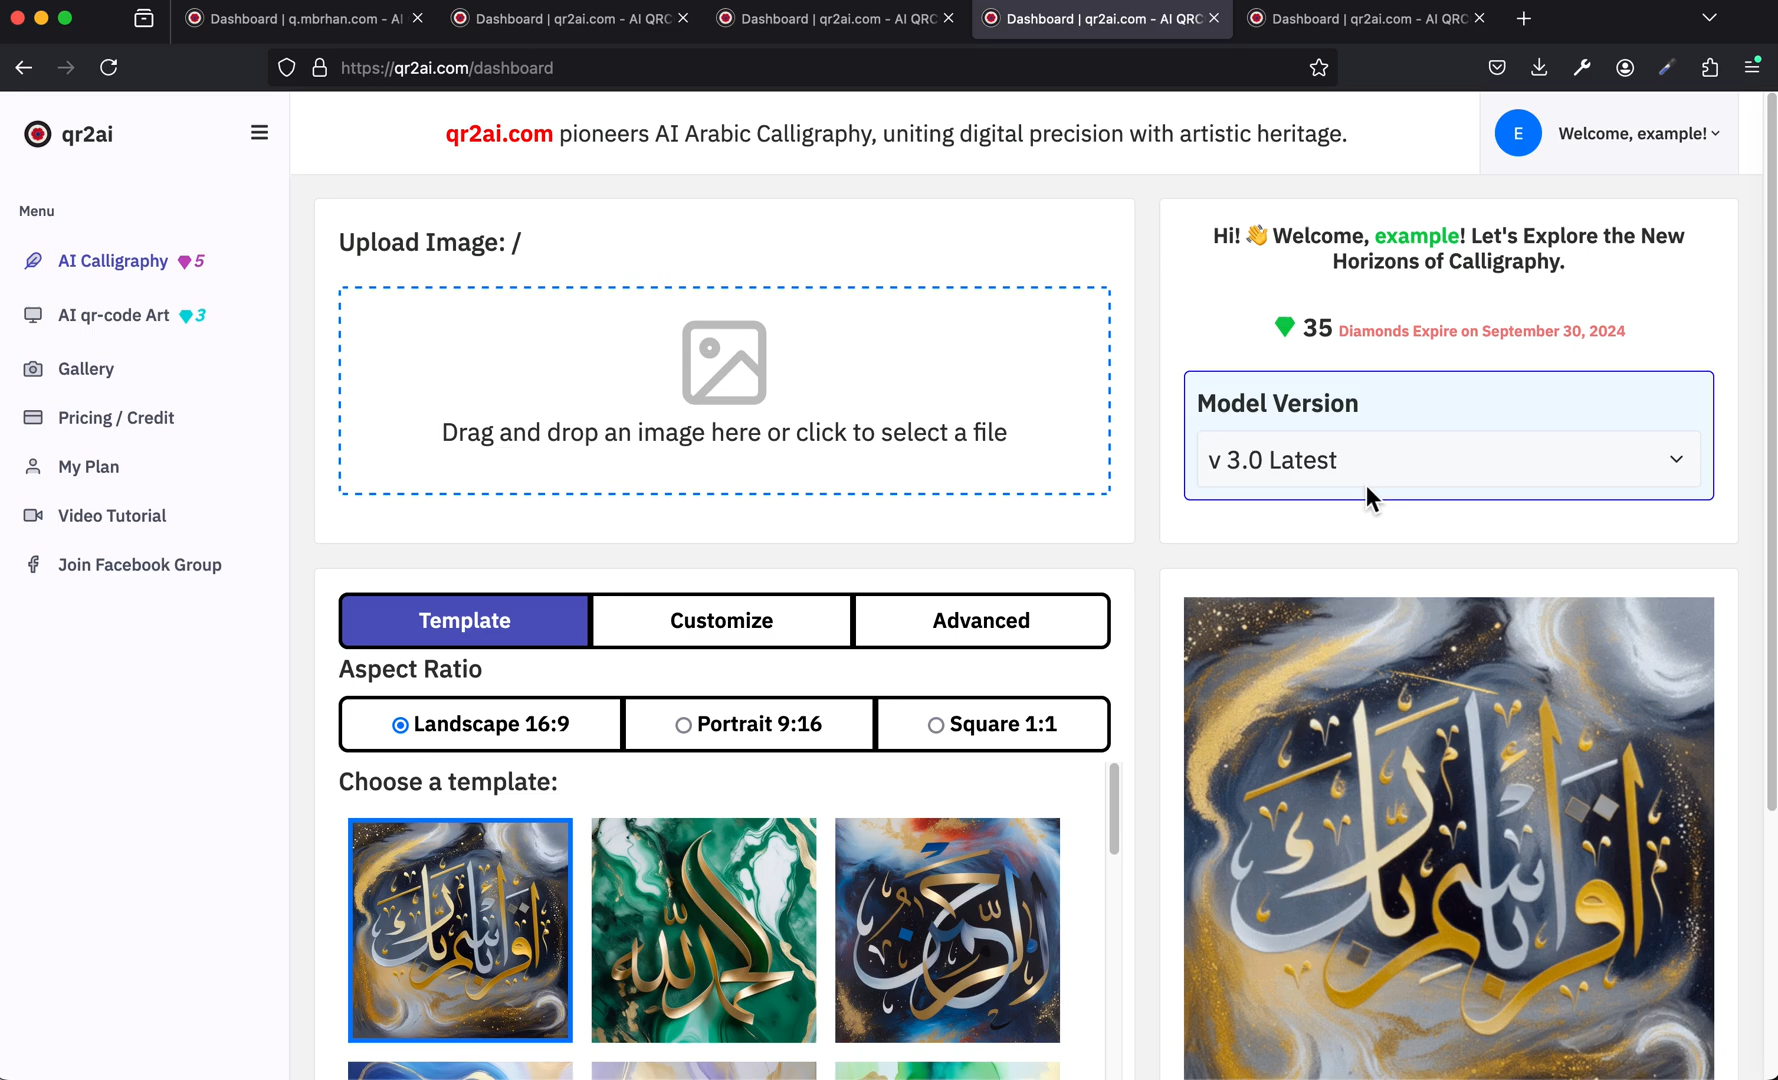 Dashboard | q.mbrhan.com - AI
Dashboard | qr2ai.com - AI QRC
Dashboard | qr2ai.com - AI QRC
Dashboard | qr2ai.com - AI QRC
Dashboard | qr2ai.com - AI QRC
https://qr2ai.com/dashboard
qr2ai
qr2ai.com pioneers AI Arabic Calligraphy, uniting digital precision with artistic heritage.
E
Welcome, example!
Menu
AI Calligraphy 5
AI qr-code Art 3
Gallery
Pricing / Credit
My Plan
Video Tutorial
Join Facebook Group
Upload Image: /
Drag and drop an image here or click to select a file
Hi! 👋 Welcome, example! Let's Explore the New
Horizons of Calligraphy.
35 Diamonds Expire on September 30, 2024
Model Version
v 3.0 Latest
Template
Customize
Advanced
Aspect Ratio
Landscape 16:9
Portrait 9:16
Square 1:1
Choose a template:
الحمد لله
الرحمن